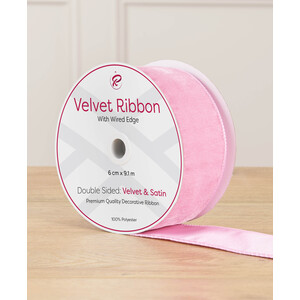 R
Velvet Ribbon
With Wired Edge
6 cm x 9.1 m
Double Sided: Velvet & Satin
Premium Quality Decorative Ribbon
100% Polyester